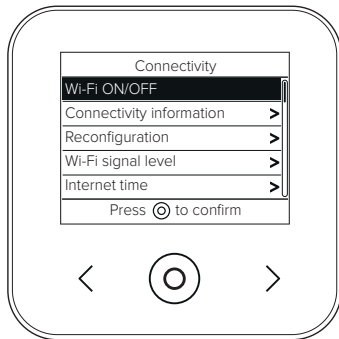 Connectivity
Wi-Fi ON/OFF
Connectivity information >
Reconfiguration >
Wi-Fi signal level >
Internet time >
Press to confirm